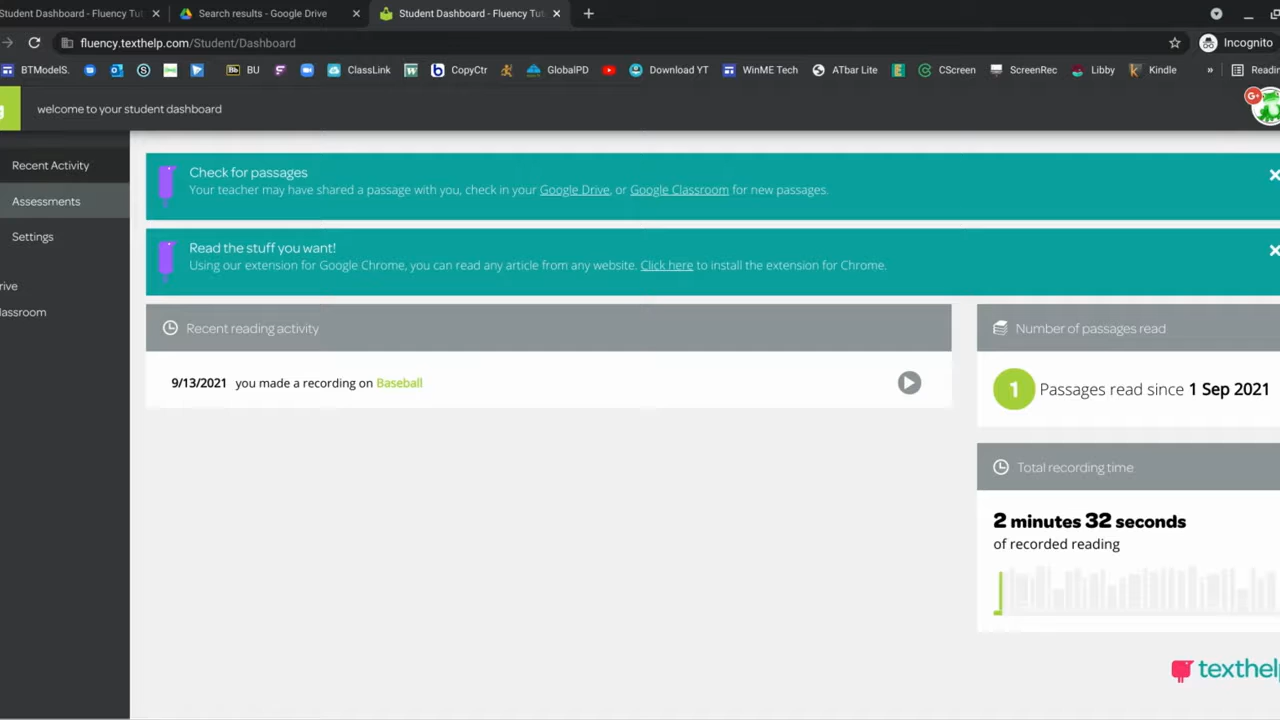 Student Dashboard - Fluency Tut
Search results - Google Drive
Student Dashboard - Fluency Tut
fluency.texthelp.com/Student/Dashboard
Incognito
BTModelS.
BU
ClassLink
CopyCtr
GlobalPD
Download YT
WinME Tech
ATbar Lite
CScreen
ScreenRec
Libby
Kindle
»
Readin
welcome to your student dashboard
G+
Recent Activity
Assessments
Settings
rive
lassroom
Check for passages
Your teacher may have shared a passage with you, check in your Google Drive, or Google Classroom for new passages.
Read the stuff you want!
Using our extension for Google Chrome, you can read any article from any website. Click here to install the extension for Chrome.
Recent reading activity
9/13/2021 you made a recording on Baseball
Number of passages read
1 Passages read since 1 Sep 2021
Total recording time
2 minutes 32 seconds
of recorded reading
texthel